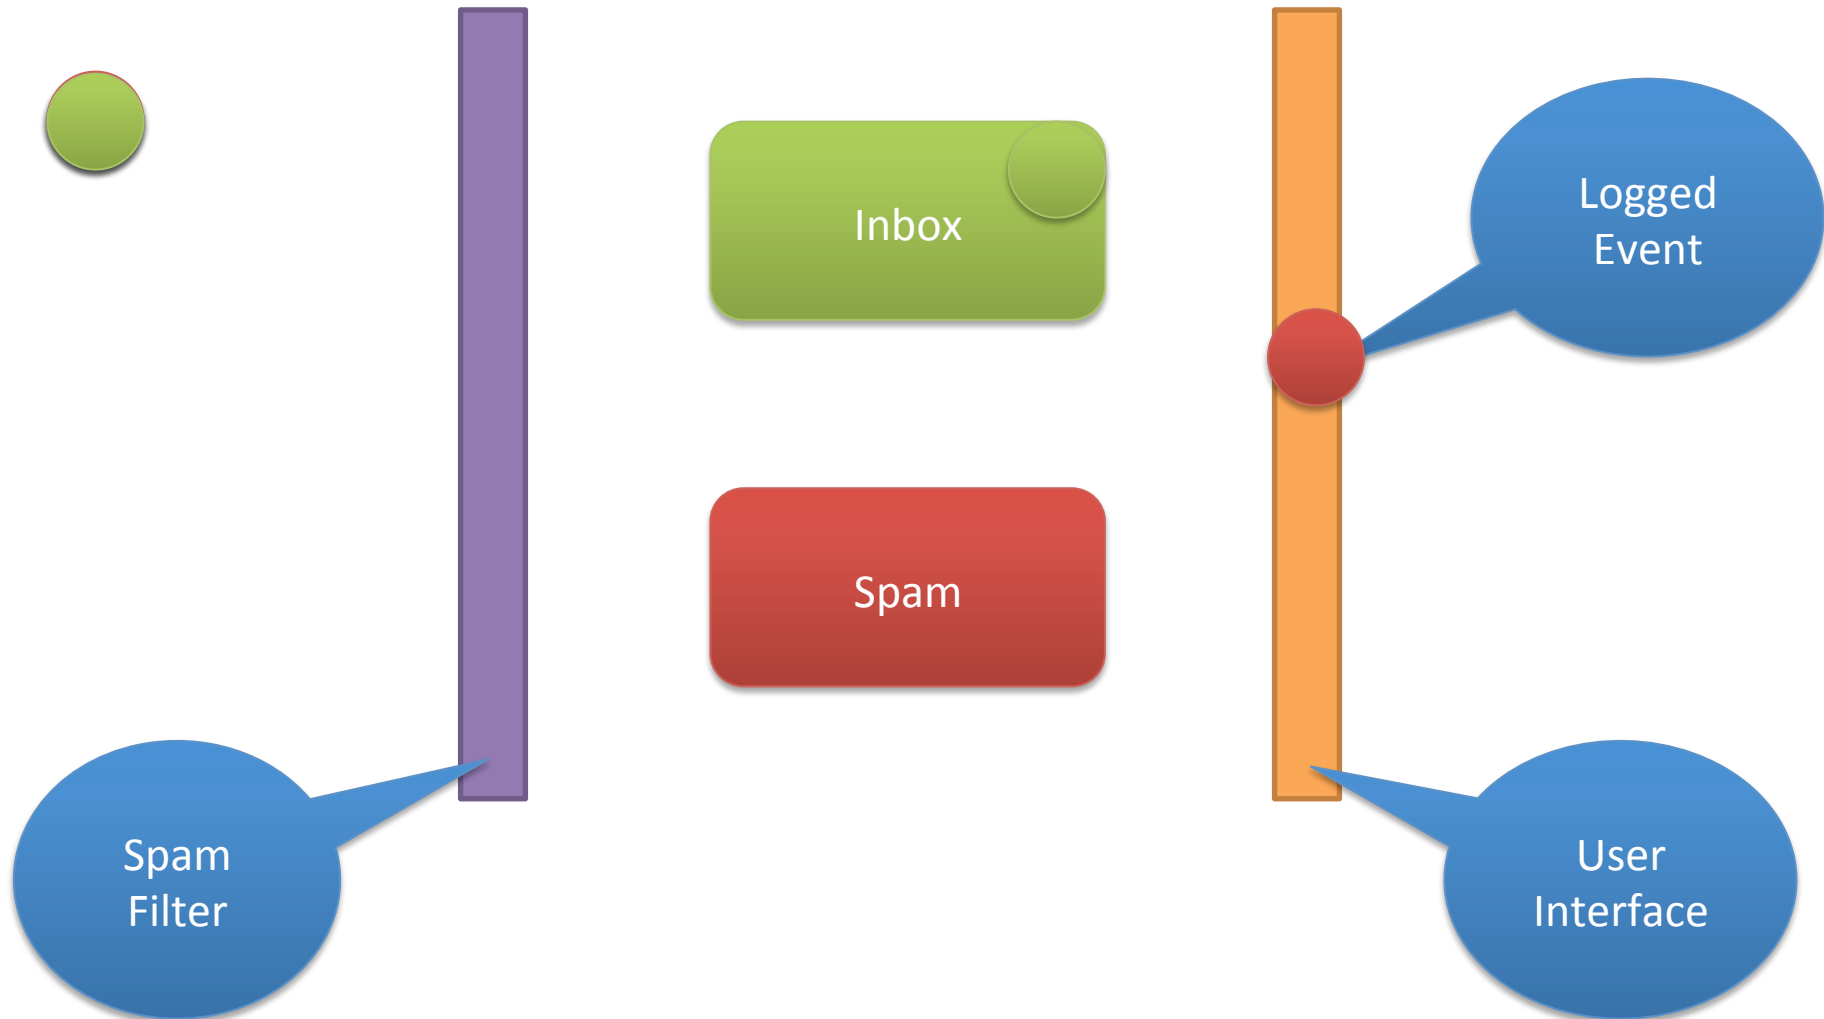 Inbox
Logged
Event
Spam
Spam
Filter
User
Interface